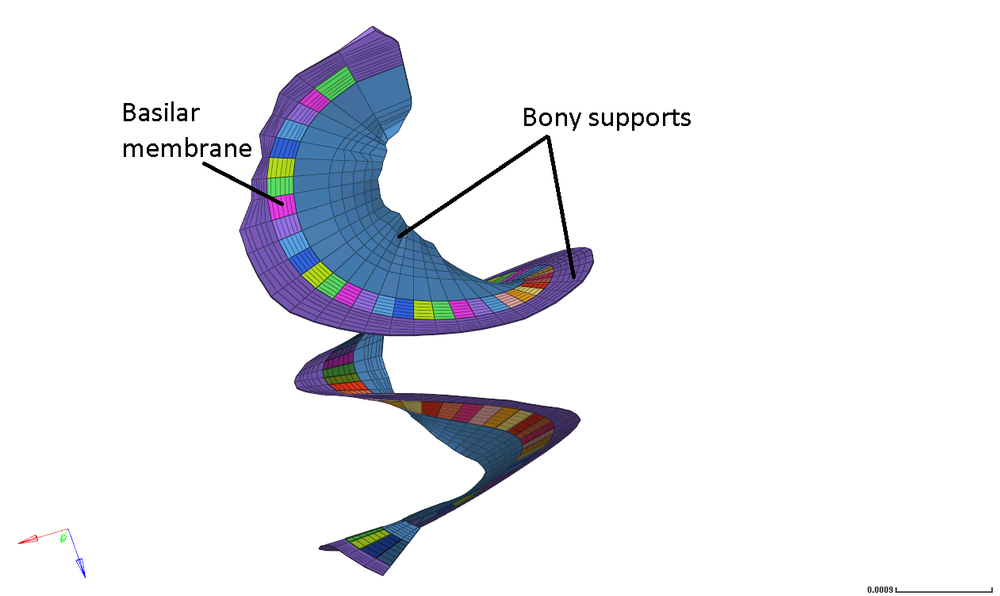 Basilar
membrane
Bony supports
0.0009